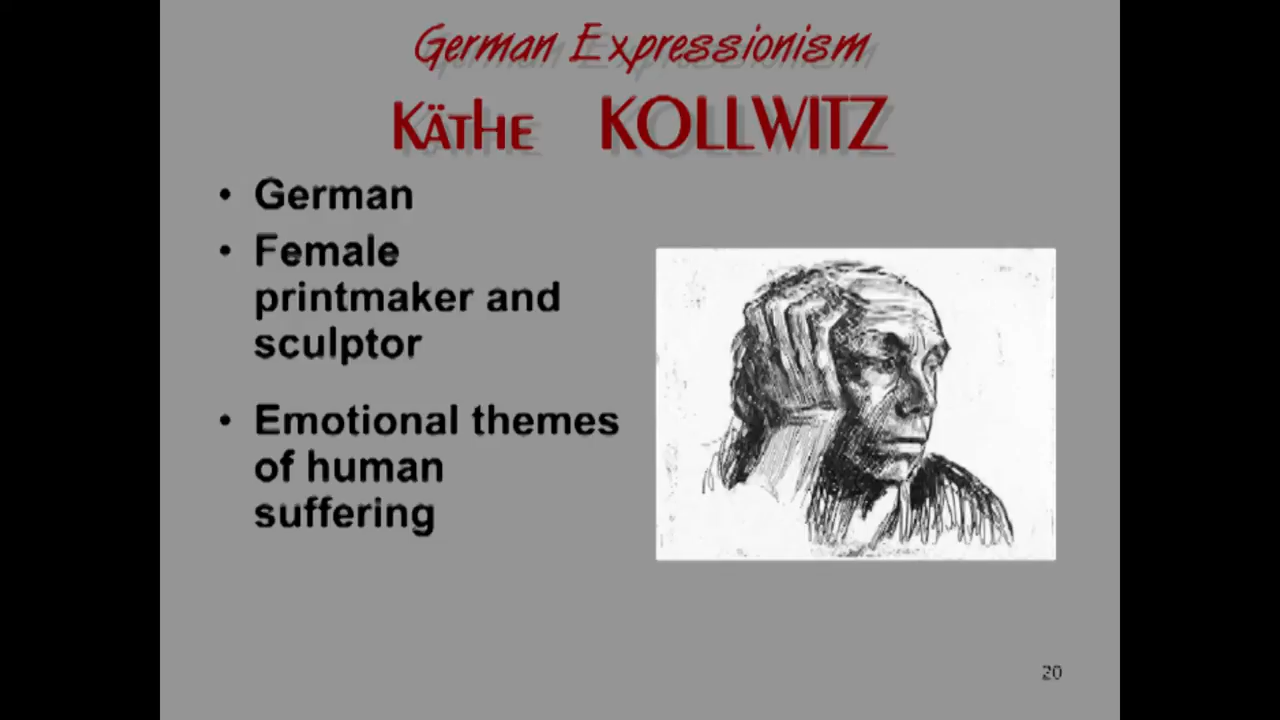 German Expressionism
Käthe KOLLWITZ
• German
• Female
printmaker and
sculptor
• Emotional themes
of human
suffering
20